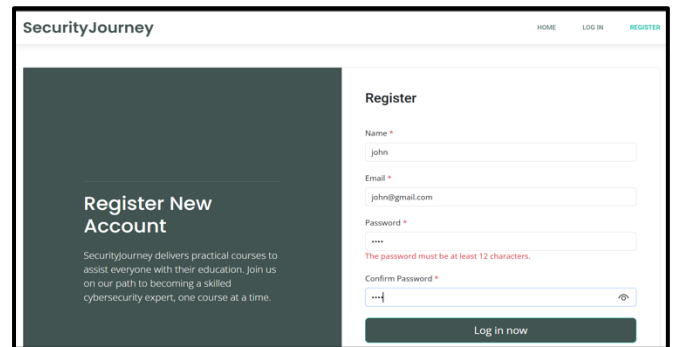 SecurityJourney
HOME LOG IN REGISTER
Register New
Account
SecurityJourney delivers practical courses to
assist everyone with their education. Join us
on our path to becoming a skilled
cybersecurity expert, one course at a time.
Register
Name *
john
Email *
john@gmail.com
Password *
••••
The password must be at least 12 characters.
Confirm Password *
••••
Log in now